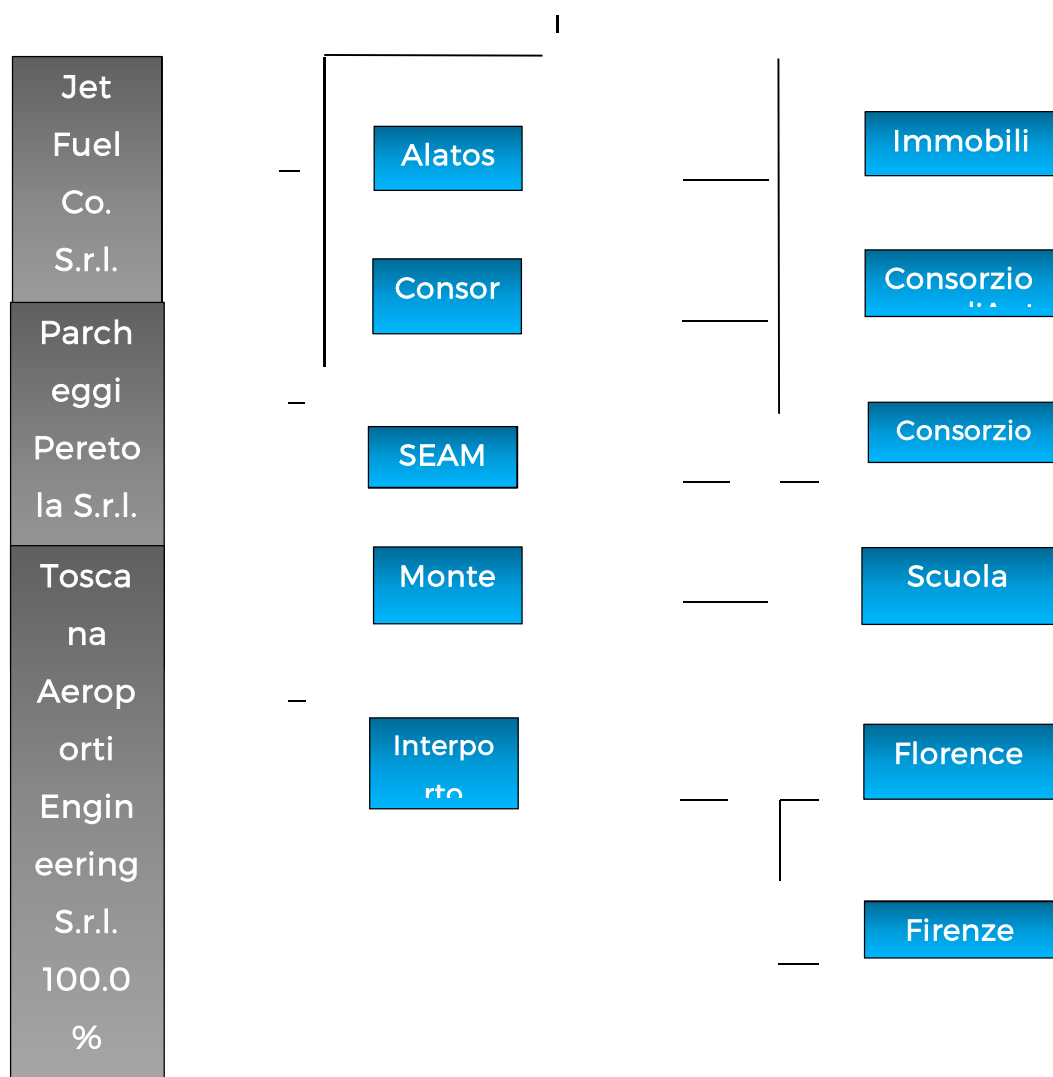 Jet
Fuel
Co.
S.r.l.
Parch
eggi
Pereto
la S.r.l.
Tosca
na
Aerop
orti
Engin
eering
S.r.l.
100.0
%
Alatos
Consor
SEAM
Monte
Interpo
rto
Immobili
Consorzio
Consorzio
Scuola
Florence
Firenze